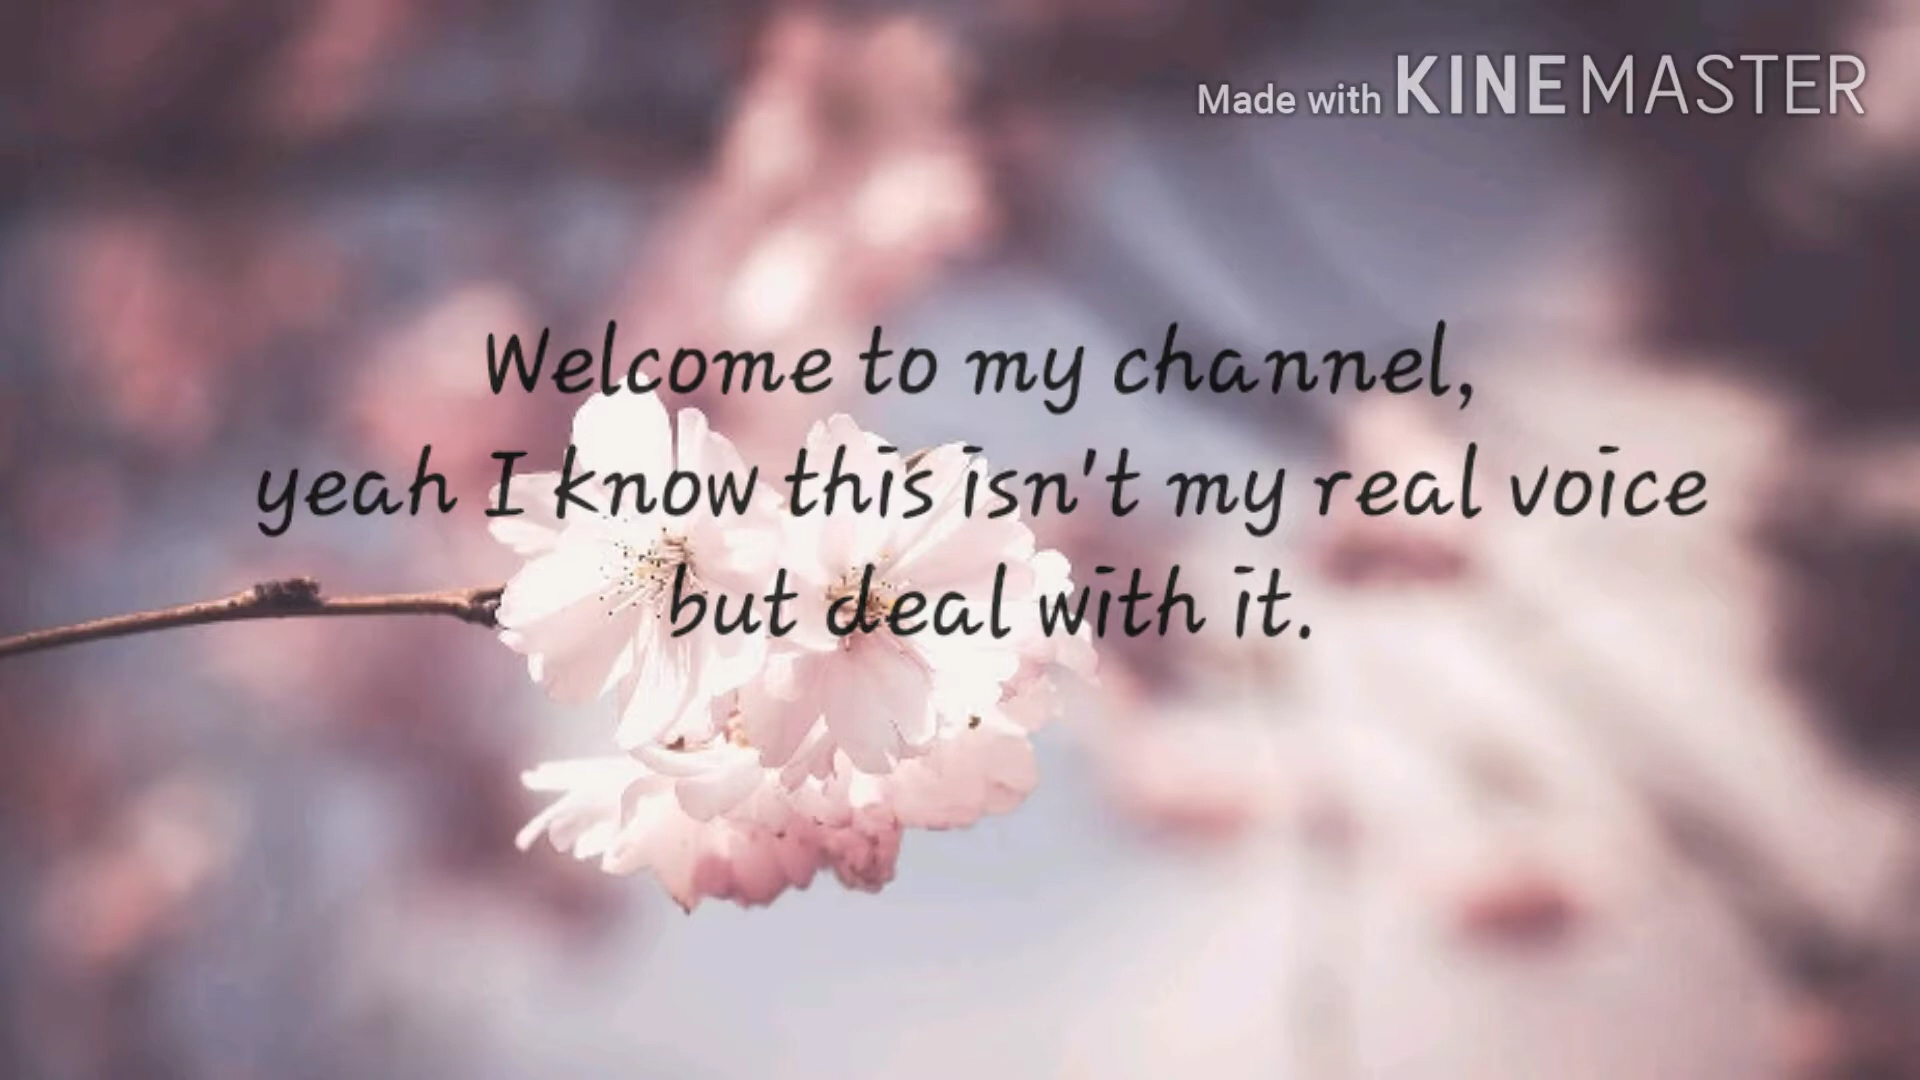 Made with KINEMASTER
Welcome to my channel,
yeah I know this isn't my real voice
but deal with it.